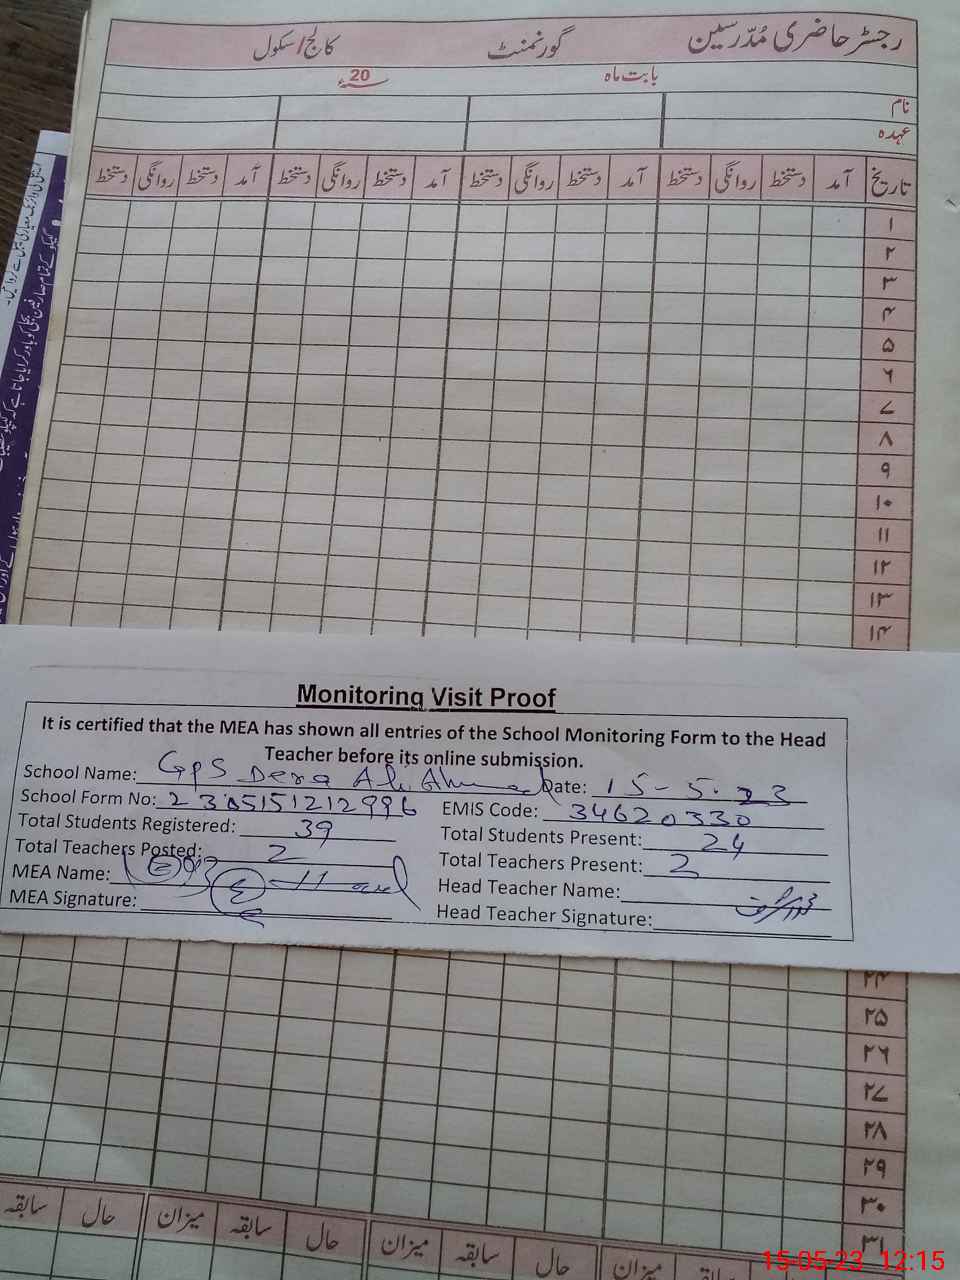 رجسٹر حاضری مُدّرسین گورنمنٹ کالج/سکول
بابت ماہ 20ء
نام
عہدہ
تاریخ آمد دستخط روانگی دستخط آمد دستخط روانگی دستخط آمد دستخط روانگی دستخط آمد دستخط روانگی دستخط
۱
۲
۳
۴
۵
۶
۷
۸
۹
۱۰
۱۱
۱۲
۱۳
۱۴
Monitoring Visit Proof
It is certified that the MEA has shown all entries of the School Monitoring Form to the Head
Teacher before its online submission.
School Name: GPS Dera Ali Ahmad Date: 15-5-23
School Form No: 2305151212996 EMIS Code: 34620330
Total Students Registered: 39 Total Students Present: 24
Total Teachers Posted: 2 Total Teachers Present: 2
MEA Name: Head Teacher Name:
MEA Signature: Head Teacher Signature:
۲۴
۲۵
۲۶
۲۷
۲۸
۲۹
۳۰
۳۱
میزان حال سابقہ میزان حال سابقہ میزان حال سابقہ
15-05-23 12:15